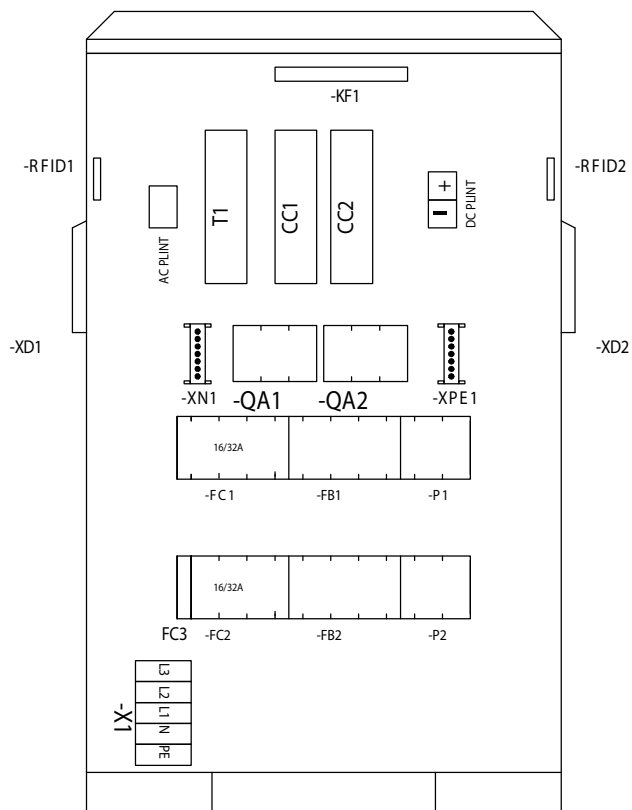 -KF1
-RFID1
-RFID2
T1
CC1
CC2
+
-
AC PLINT
DC PLINT
-XD1
-XD2
-XN1
-QA1
-QA2
-XPE1
16/32A
-FC1
-FB1
-P1
16/32A
FC3
-FC2
-FB2
-P2
-X1
L3
L2
L1
N
PE